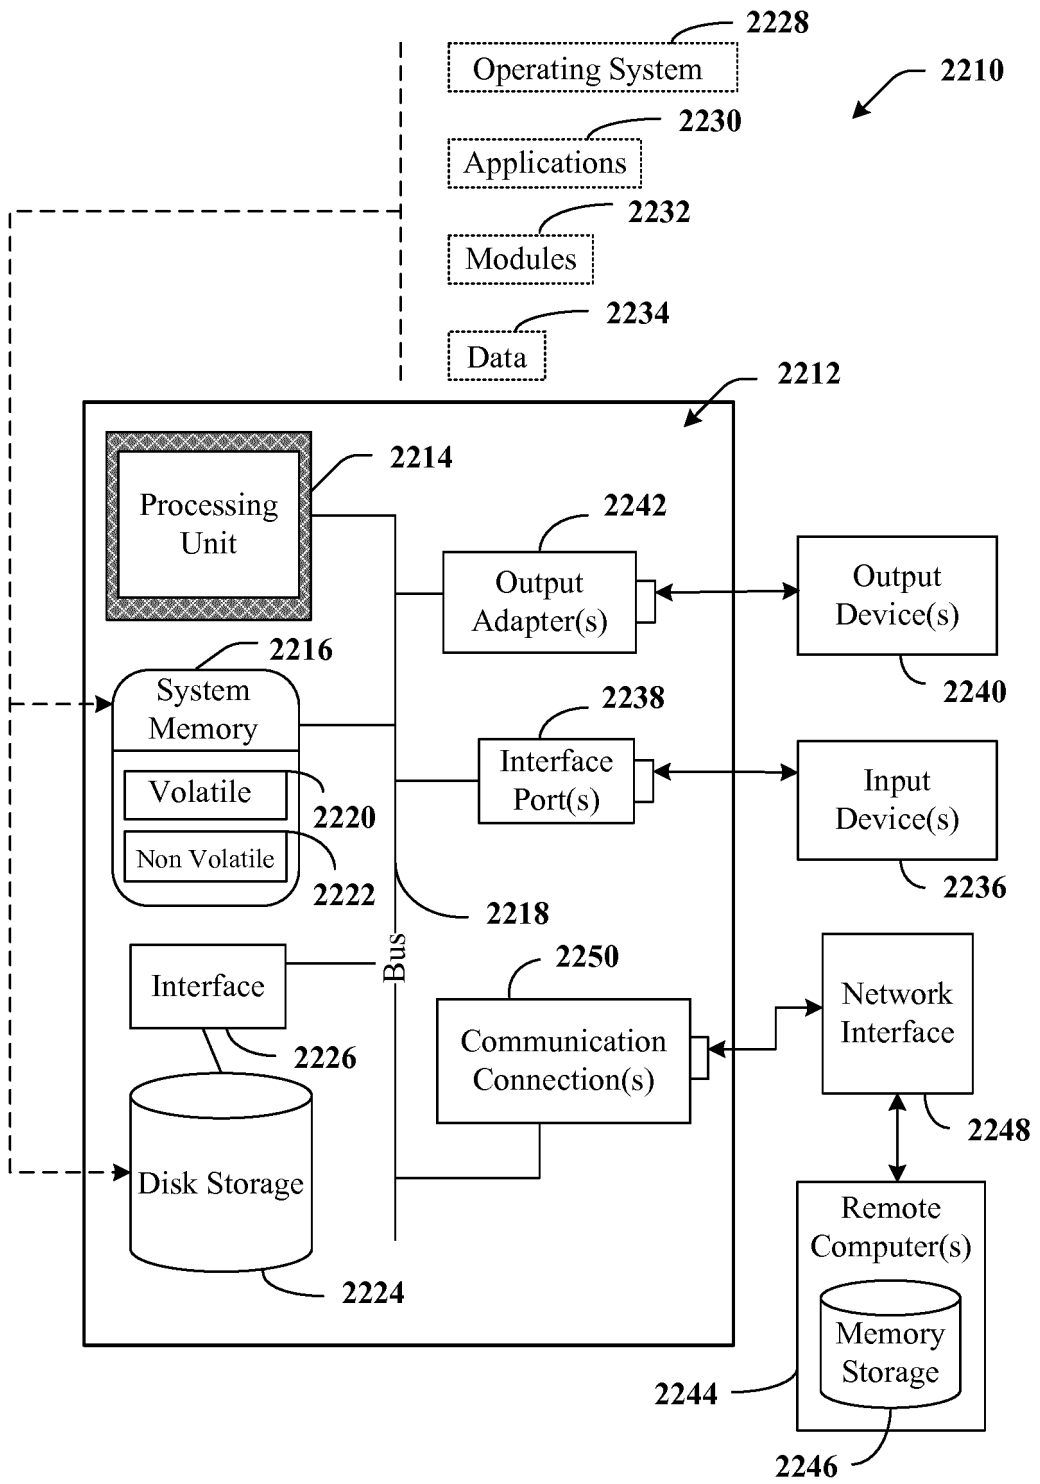 2228
Operating System
2210
2230
Applications
2232
Modules
2234
Data
2212
2214
Processing
Unit
2242
Output
Adapter(s)
Output
Device(s)
2240
2216
System
Memory
2238
Interface
Port(s)
Input
Device(s)
2236
Volatile
2220
Non Volatile
2222
2218
Bus
Interface
2226
2250
Communication
Connection(s)
Network
Interface
2248
Disk Storage
2224
Remote
Computer(s)
Memory
Storage
2244
2246